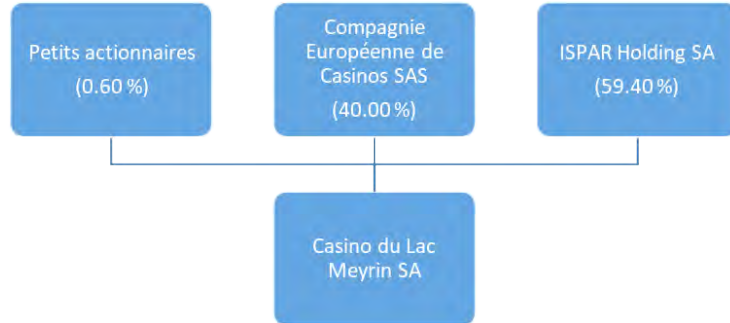 Petits actionnaires
(0.60 %)
Compagnie
Européenne de
Casinos SAS
(40.00 %)
ISPAR Holding SA
(59.40 %)
Casino du Lac
Meyrin SA